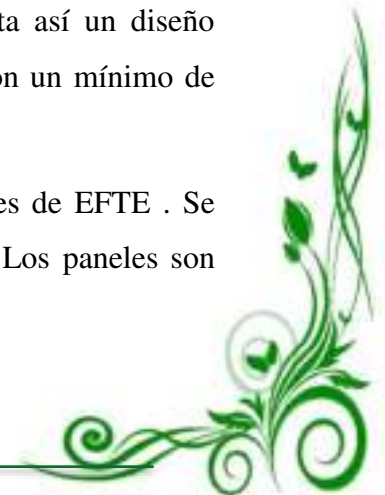 ta así un diseño
on un mínimo de
es de EFTE . Se
Los paneles son